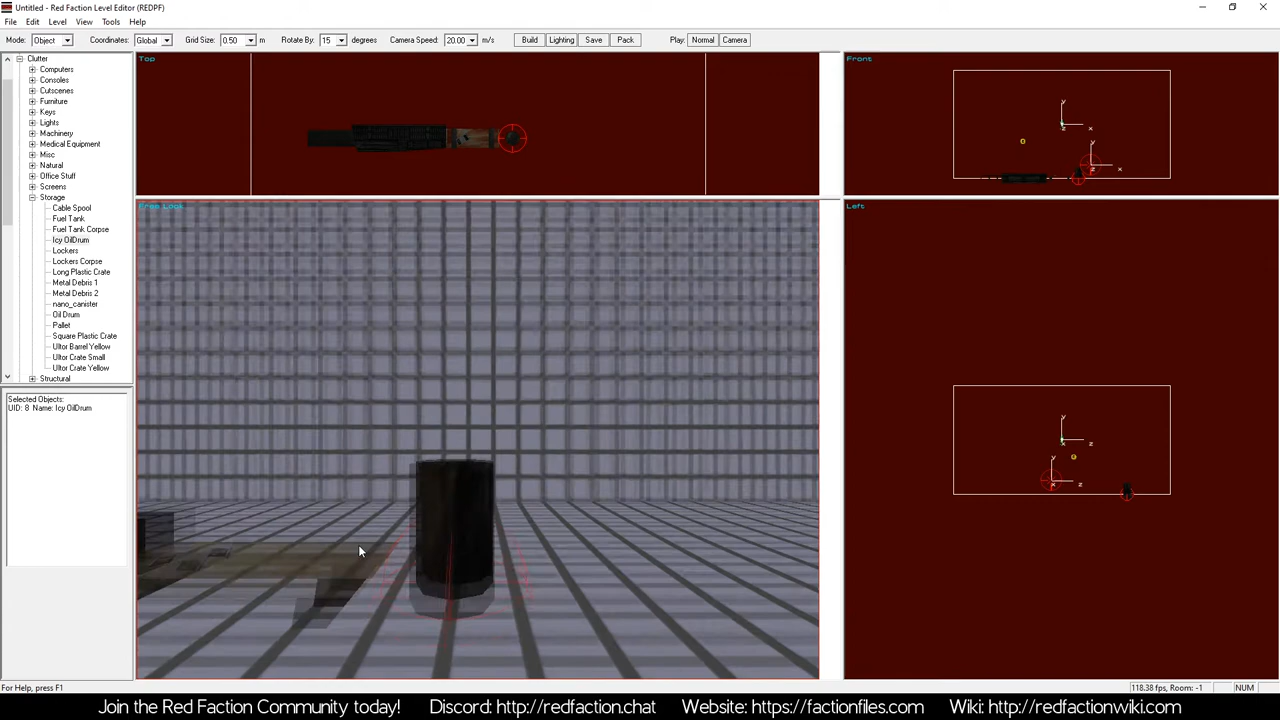 Untitled - Red Faction Level Editor (REDPF)
File Edit Level View Tools Help
Mode: Object Coordinates: Global Grid Size: 0.50 m Rotate By: 15 degrees Camera Speed: 20.00 m/s Build Lighting Save Pack Play: Normal Camera
Clutter
Computers
Consoles
Cutscenes
Furniture
Keys
Lights
Machinery
Medical Equipment
Misc
Natural
Office Stuff
Screens
Storage
Cable Spool
Fuel Tank
Fuel Tank Corpse
Icy OilDrum
Lockers
Lockers Corpse
Long Plastic Crate
Metal Debris 1
Metal Debris 2
nano_canister
Oil Drum
Pallet
Square Plastic Crate
Ultor Barrel Yellow
Ultor Crate Small
Ultor Crate Yellow
Structural
Selected Objects:
UID: 8 Name: Icy OilDrum
Top
Front
y
z x
y
z x
Free Look
Left
y
x z
y
x z
For Help, press F1
118.38 fps, Room: -1 NUM
Join the Red Faction Community today! Discord: http://redfaction.chat Website: https://factionfiles.com Wiki: http://redfactionwiki.com